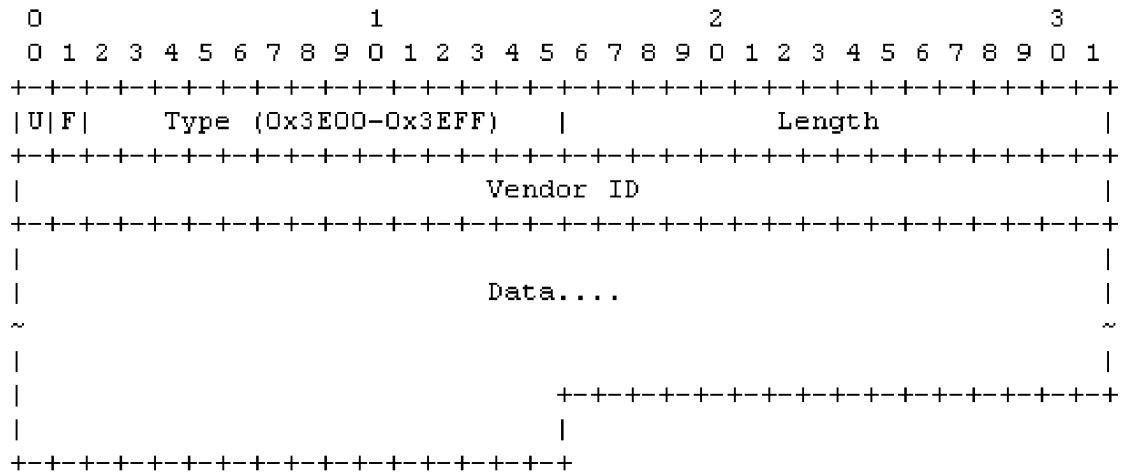 0                   1                   2                   3
 0 1 2 3 4 5 6 7 8 9 0 1 2 3 4 5 6 7 8 9 0 1 2 3 4 5 6 7 8 9 0 1
+-+-+-+-+-+-+-+-+-+-+-+-+-+-+-+-+-+-+-+-+-+-+-+-+-+-+-+-+-+-+-+-+
|U|F|    Type (0x3E00-0x3EFF)   |            Length             |
+-+-+-+-+-+-+-+-+-+-+-+-+-+-+-+-+-+-+-+-+-+-+-+-+-+-+-+-+-+-+-+-+
|                           Vendor ID                           |
+-+-+-+-+-+-+-+-+-+-+-+-+-+-+-+-+-+-+-+-+-+-+-+-+-+-+-+-+-+-+-+-+
|                                                               |
|                           Data....                            |
~                                                               ~
|                                                               |
|                               +-+-+-+-+-+-+-+-+-+-+-+-+-+-+-+-+
|                               |
+-+-+-+-+-+-+-+-+-+-+-+-+-+-+-+-+